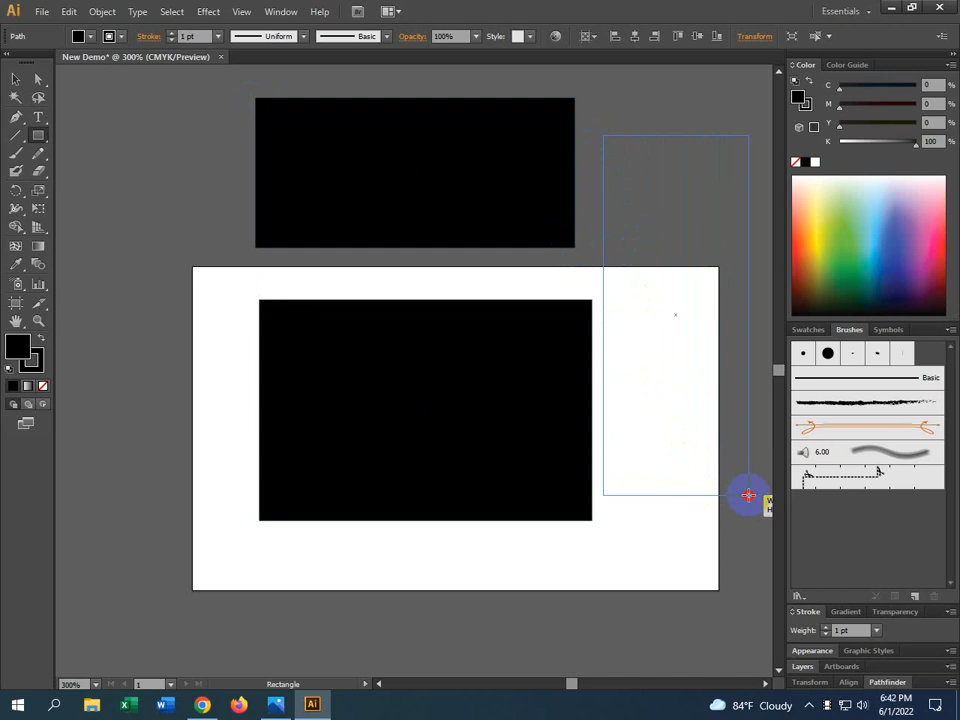 Ai File Edit Object Type Select Effect View Window Help Br Essentials
Path Stroke: 1 pt Uniform Basic Opacity: 100% Style: Transform
New Demo* @ 300% (CMYK/Preview)
Color Color Guide
C 0 %
M 0 %
Y 0 %
K 100 %
Swatches Brushes Symbols
Basic
6.00
W
H
Stroke Gradient Transparency
Weight: 1 pt
Appearance Graphic Styles
Layers Artboards
Transform Align Pathfinder
300% 1 Rectangle
84°F Cloudy 6:42 PM
6/1/2022